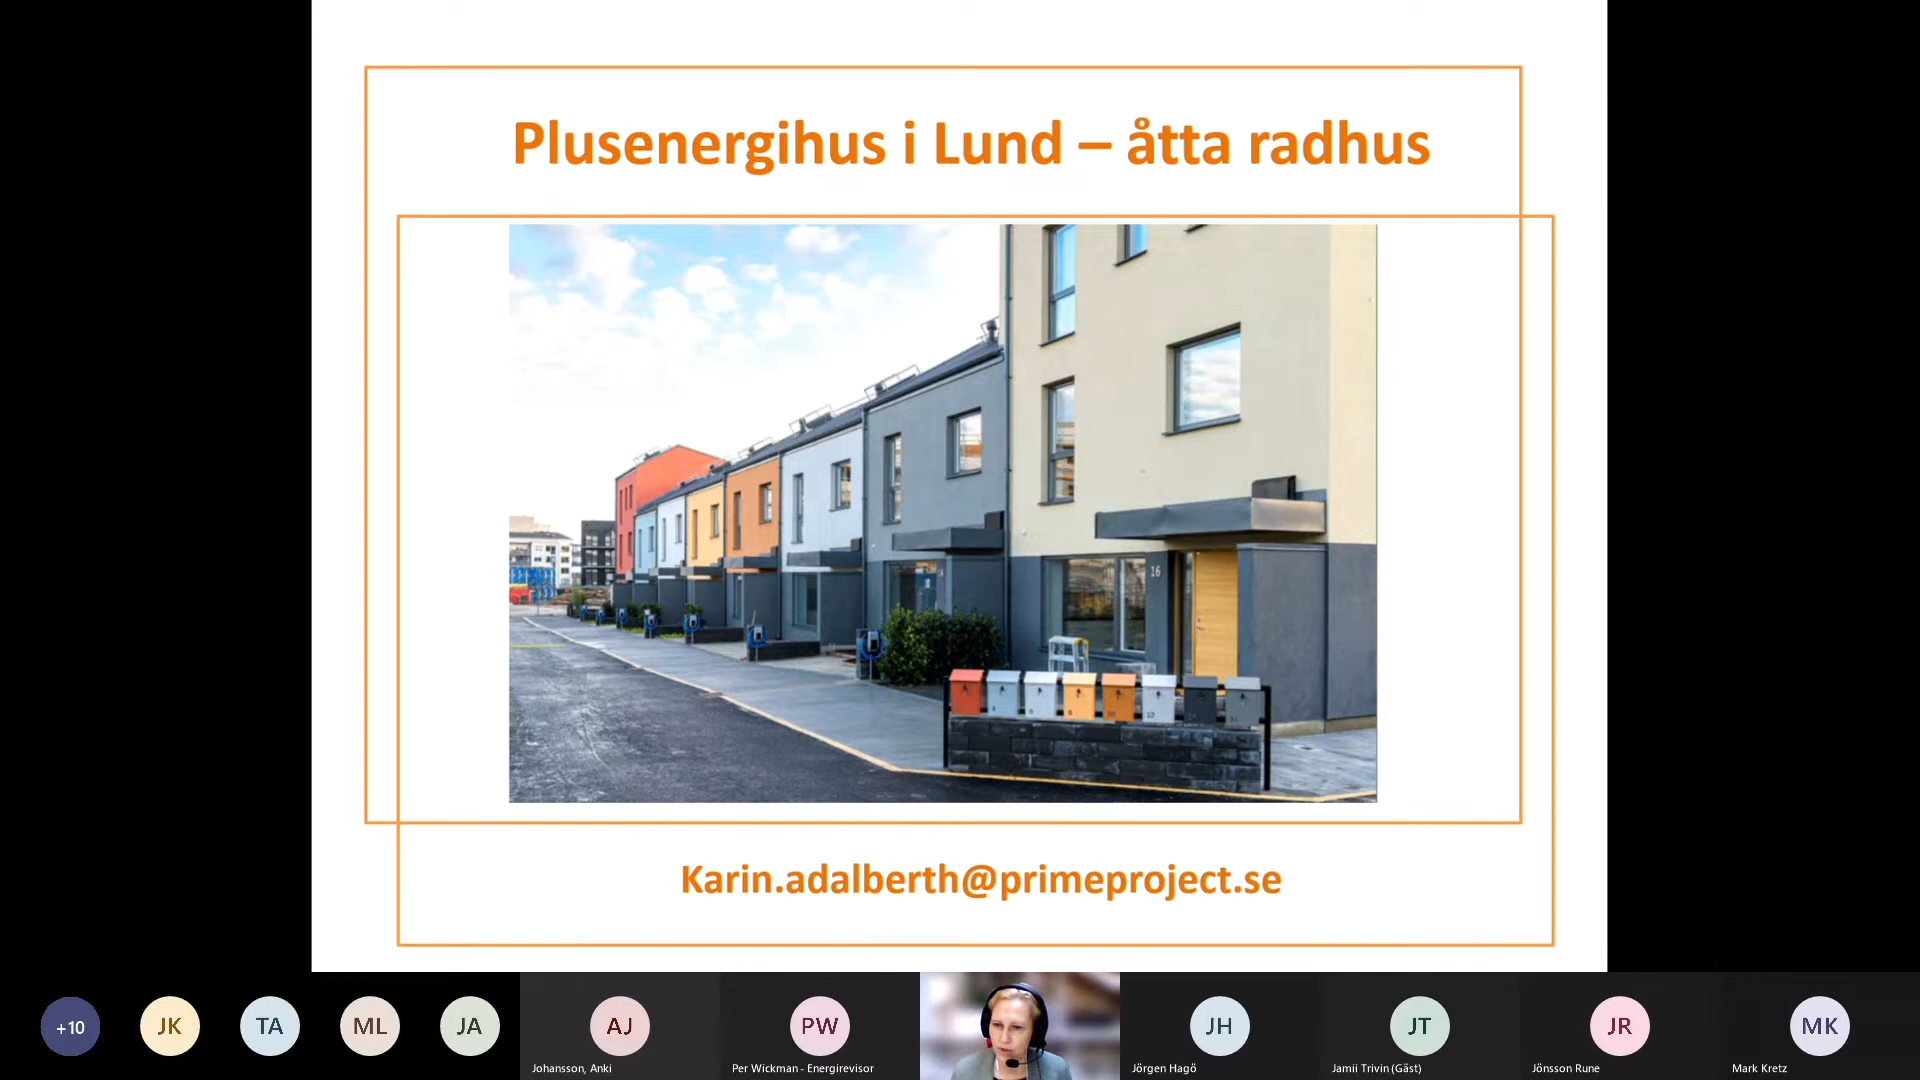 Plusenergihus i Lund – åtta radhus
16
Karin.adalberth@primeproject.se
+10
JK
TA
ML
JA
AJ
PW
JH
JT
JR
MK
Johansson, Anki
Per Wickman - Energirevisor
Jörgen Hagö
Jamii Trivin (Gäst)
Jönsson Rune
Mark Kretz